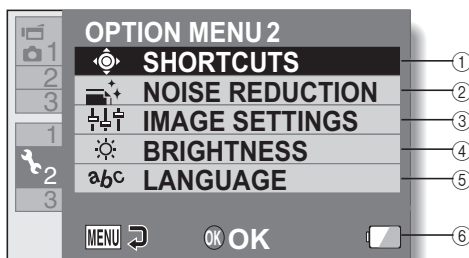 OPTION MENU 2
1
2
3
SHORTCUTS ①
NOISE REDUCTION ②
IMAGE SETTINGS ③
1
2
3
BRIGHTNESS ④
abc LANGUAGE ⑤
MENU OK OK ⑥